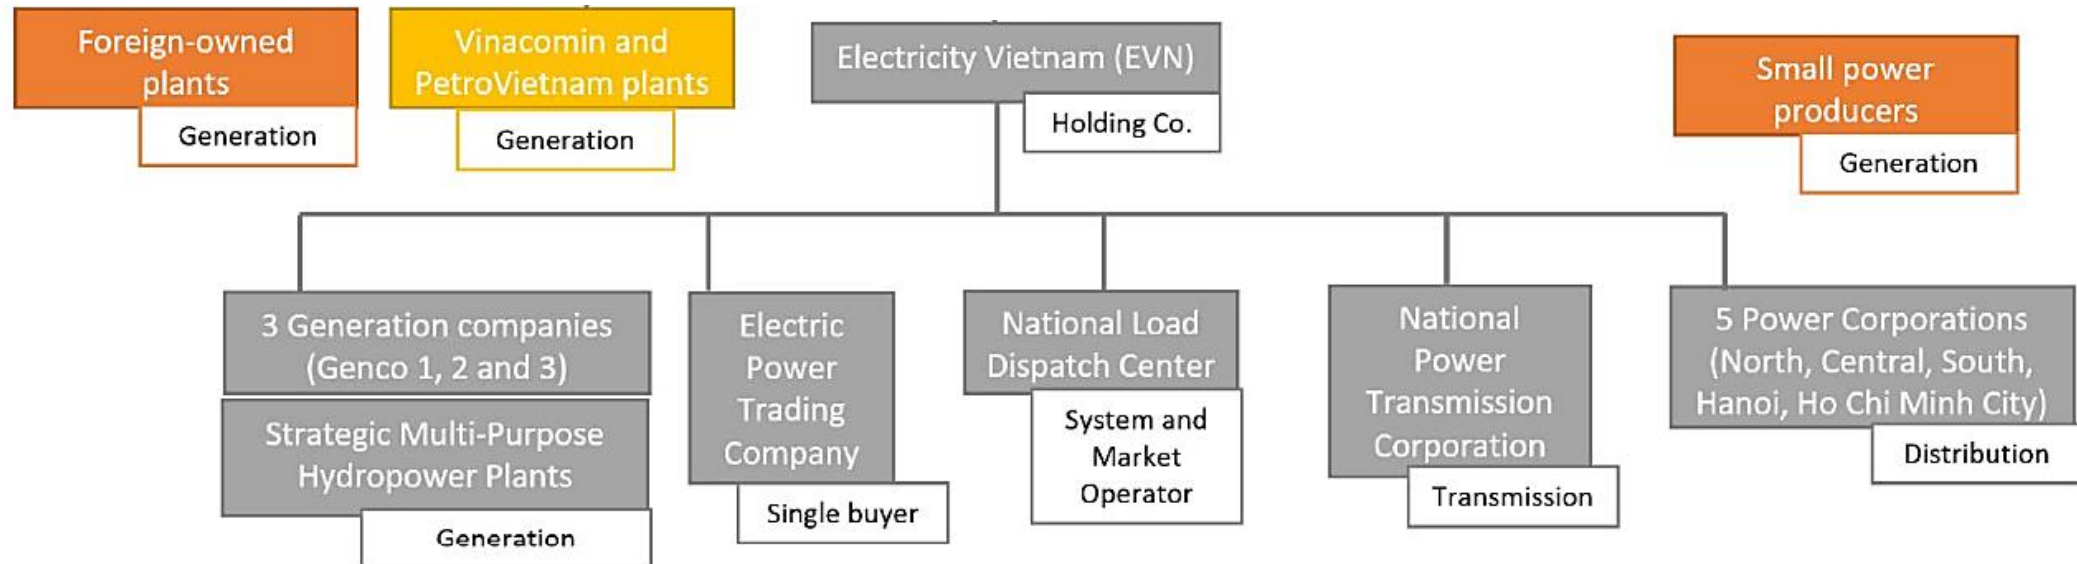 Foreign-owned
plants
Generation
Vinacomin and
PetroVietnam plants
Generation
Electricity Vietnam (EVN)
Holding Co.
Small power
producers
Generation
3 Generation companies
(Genco 1, 2 and 3)
Strategic Multi-Purpose
Hydropower Plants
Generation
Electric
Power
Trading
Company
Single buyer
National Load
Dispatch Center
System and
Market
Operator
National
Power
Transmission
Corporation
Transmission
5 Power Corporations
(North, Central, South,
Hanoi, Ho Chi Minh City)
Distribution